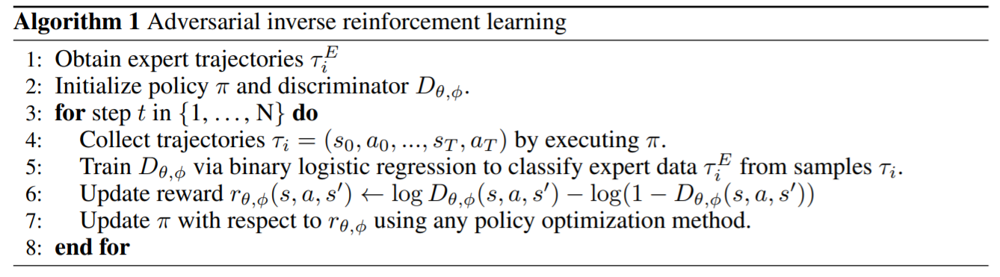 Algorithm 1 Adversarial inverse reinforcement learning
1: Obtain expert trajectories $\tau_i^E$
2: Initialize policy $\pi$ and discriminator $D_{\theta,\phi}$.
3: for step $t$ in {1, . . . , N} do
4: Collect trajectories $\tau_i = (s_0, a_0, ..., s_T, a_T)$ by executing $\pi$.
5: Train $D_{\theta,\phi}$ via binary logistic regression to classify expert data $\tau_i^E$ from samples $\tau_i$.
6: Update reward $r_{\theta,\phi}(s, a, s') \leftarrow \log D_{\theta,\phi}(s, a, s') - \log(1 - D_{\theta,\phi}(s, a, s'))$
7: Update $\pi$ with respect to $r_{\theta,\phi}$ using any policy optimization method.
8: end for